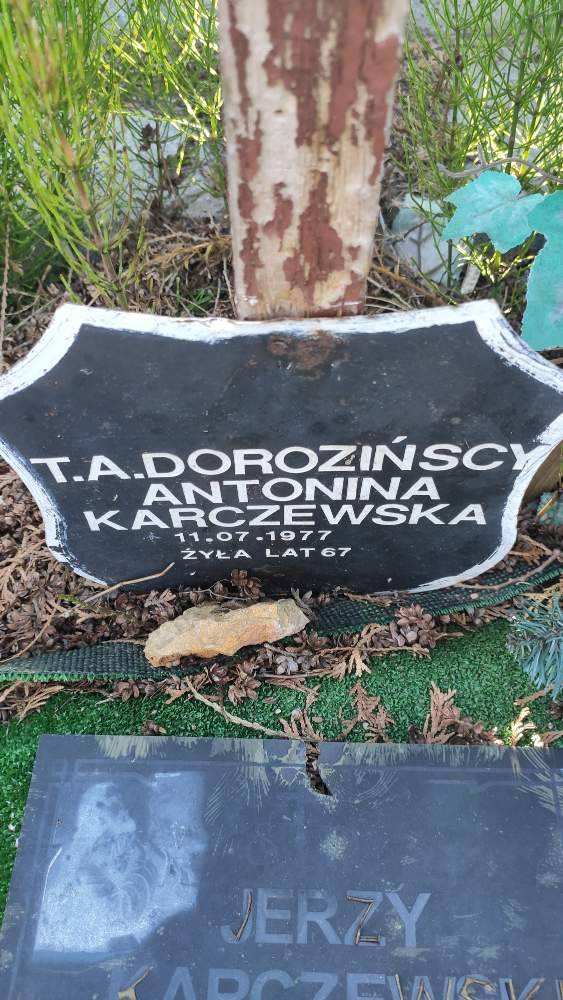 T.A.DOROZIŃSCY
ANTONINA
KARCZEWSKA
11.07.1977
ŻYŁA LAT 67
JERZY
KARCZEWSKI